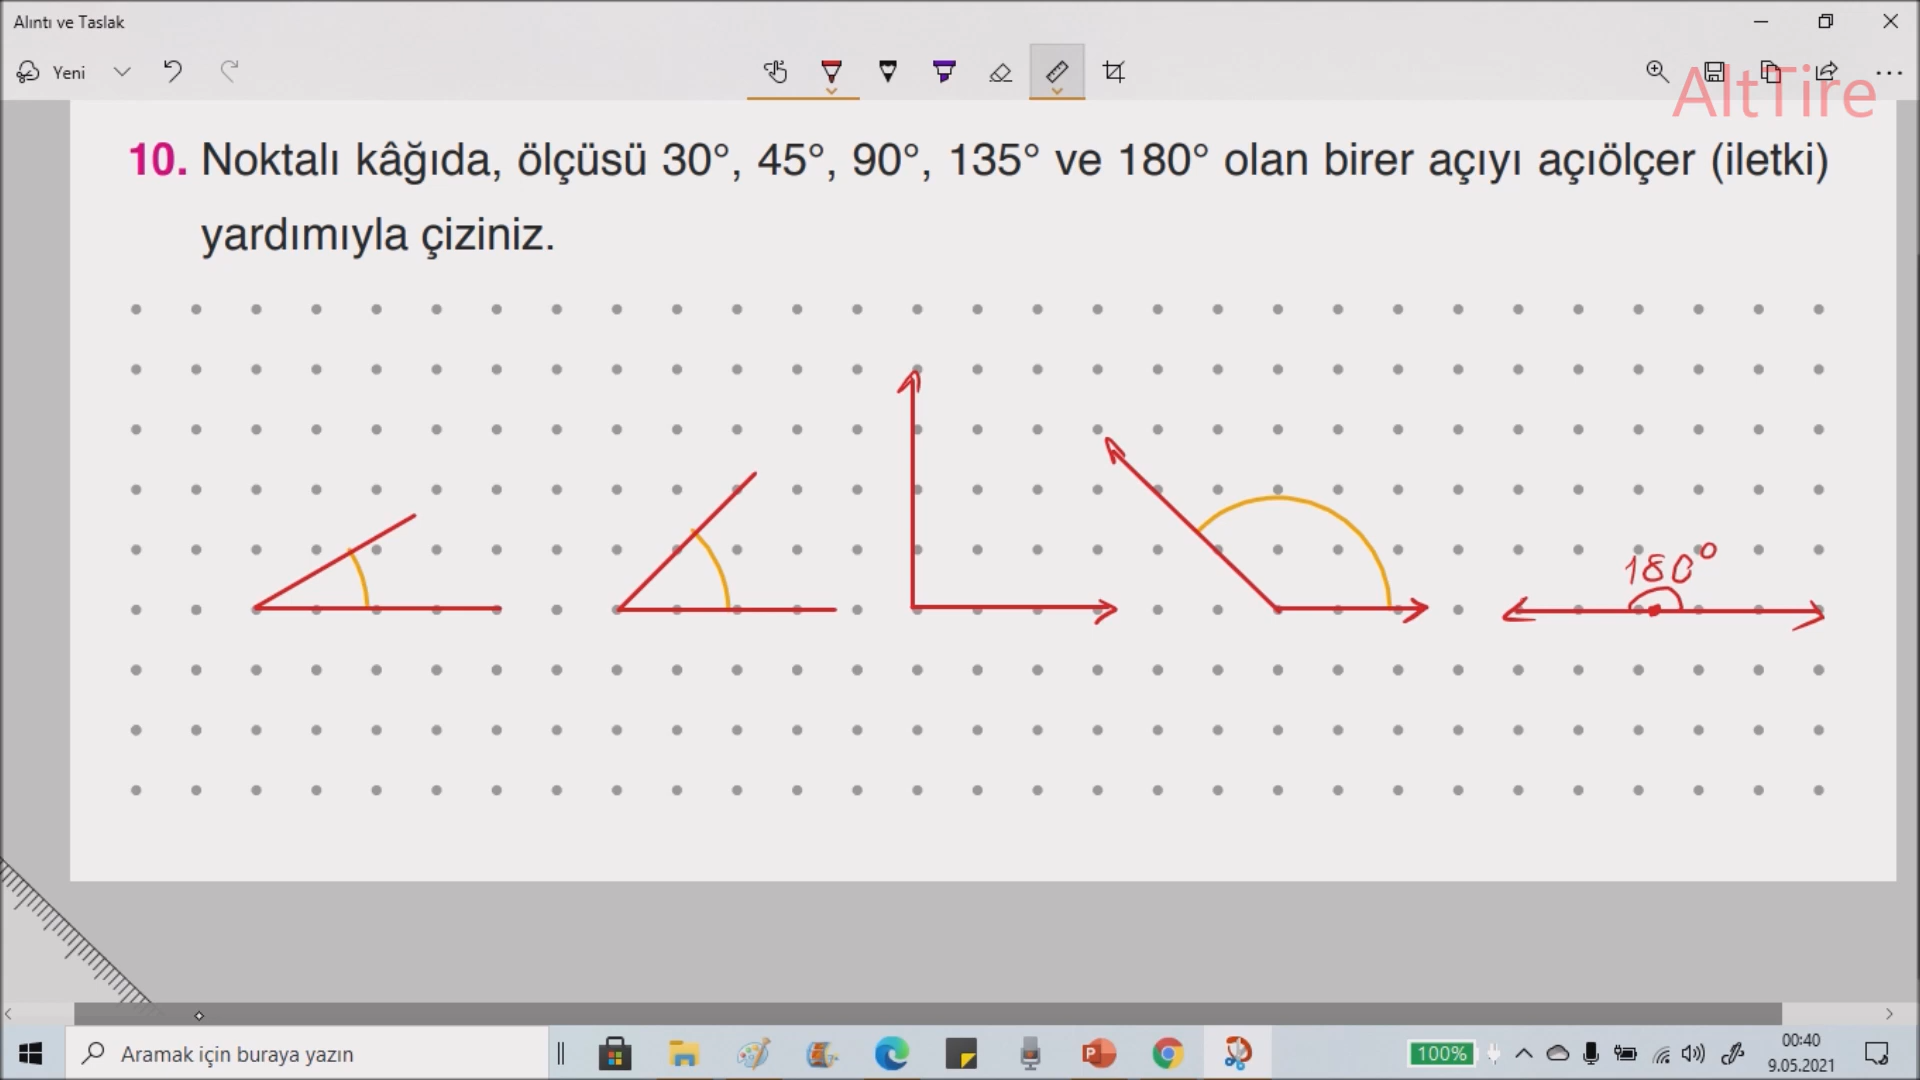 Alıntı ve Taslak
Yeni
AltTire
10. Noktalı kâğıda, ölçüsü 30°, 45°, 90°, 135° ve 180° olan birer açıyı açıölçer (iletki)
yardımıyla çiziniz.
180°
Aramak için buraya yazın
100%
00:40
9.05.2021